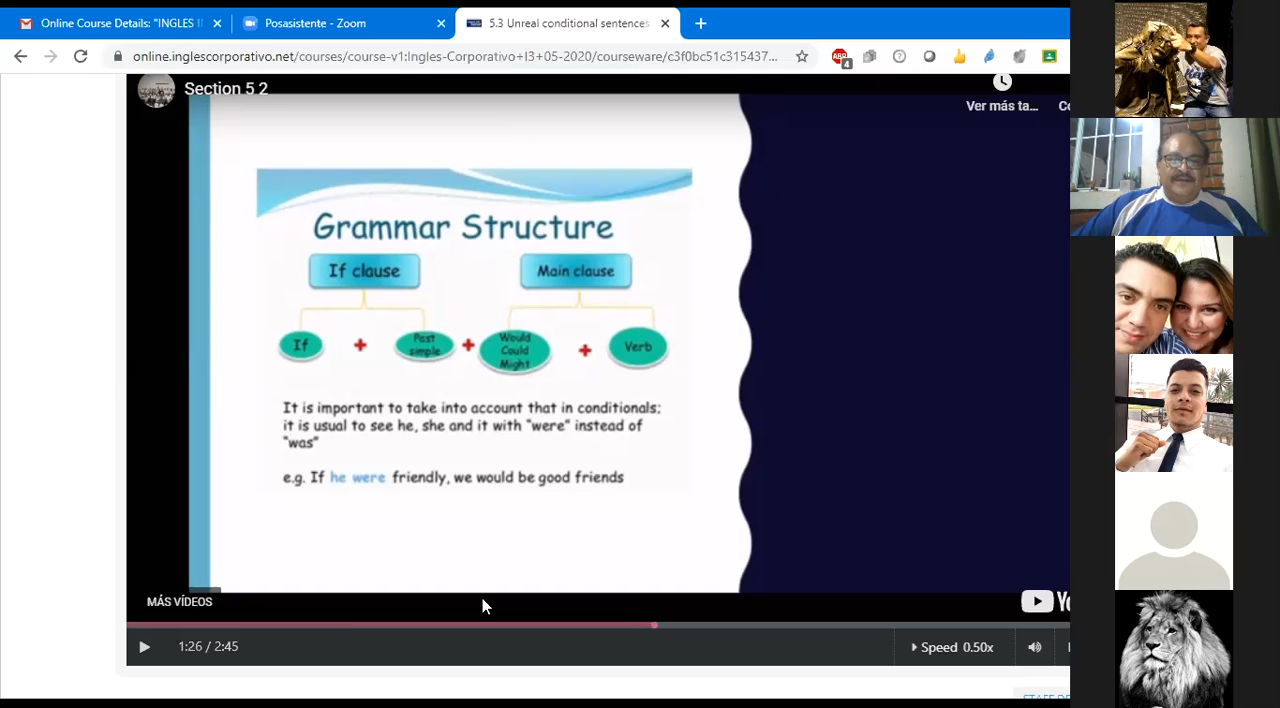 Online Course Details: "INGLES I
Posasistente - Zoom
5.3 Unreal conditional sentences
online.inglescorporativo.net/courses/course-v1:Ingles-Corporativo+I3+05-2020/courseware/c3f0bc51c315437...
ABP
4
Section 5 2
Ver más ta...
Grammar Structure
If clause
Main clause
If
+
Past
simple
+
Would
Could
Might
+
Verb
It is important to take into account that in conditionals;
it is usual to see he, she and it with "were" instead of
"was"
e.g. If he were friendly, we would be good friends
MÁS VÍDEOS
1:26 / 2:45
Speed 0.50x